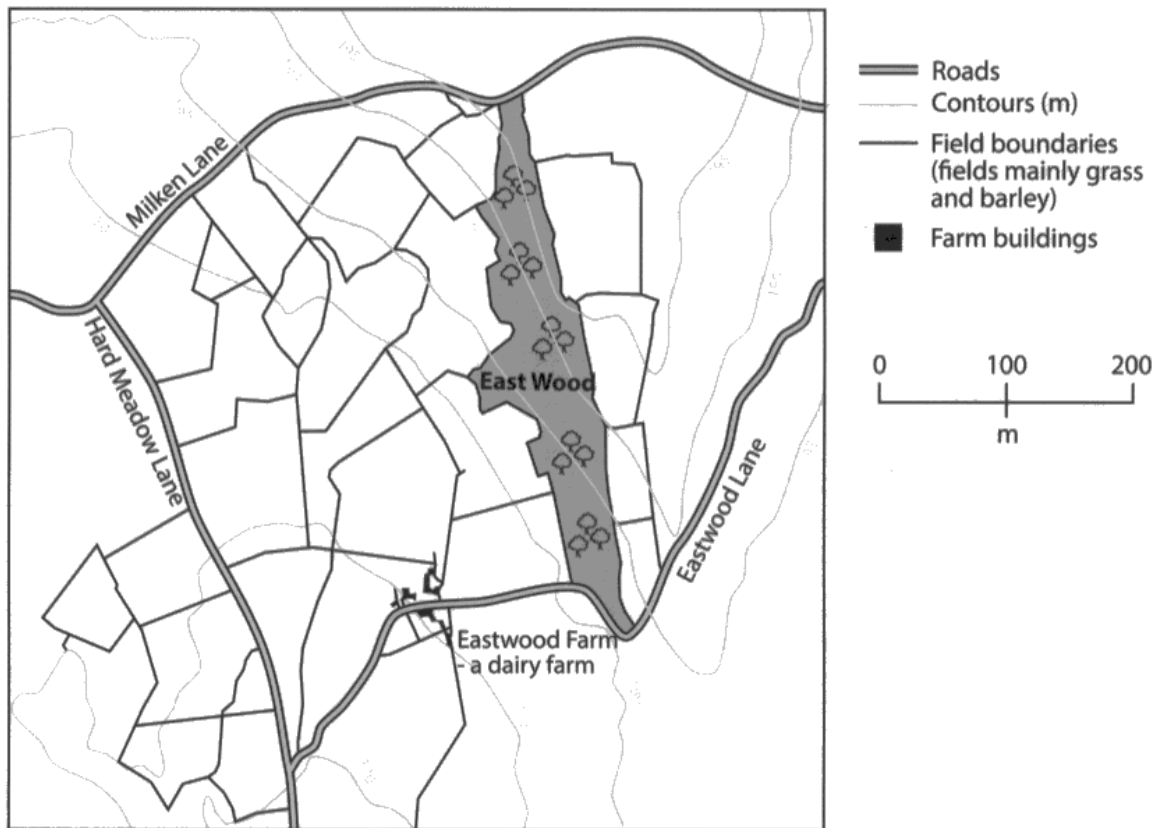 Milken Lane
Hard Meadow Lane
East Wood
Eastwood Lane
Eastwood Farm
- a dairy farm
Roads
Contours (m)
Field boundaries
(fields mainly grass
and barley)
Farm buildings
0 100 200
m